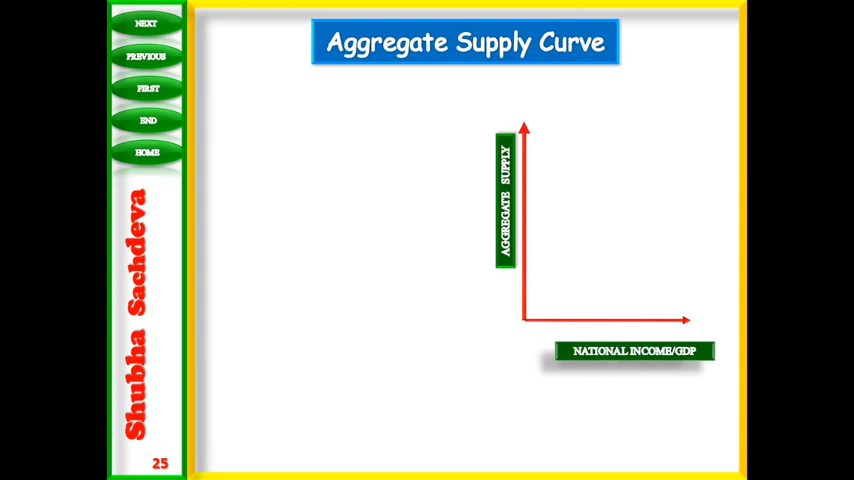 NEXT
PREVIOUS
FIRST
END
HOME
Shubha Sachdeva
25
Aggregate Supply Curve
AGGREGATE SUPPLY
NATIONAL INCOME/GDP